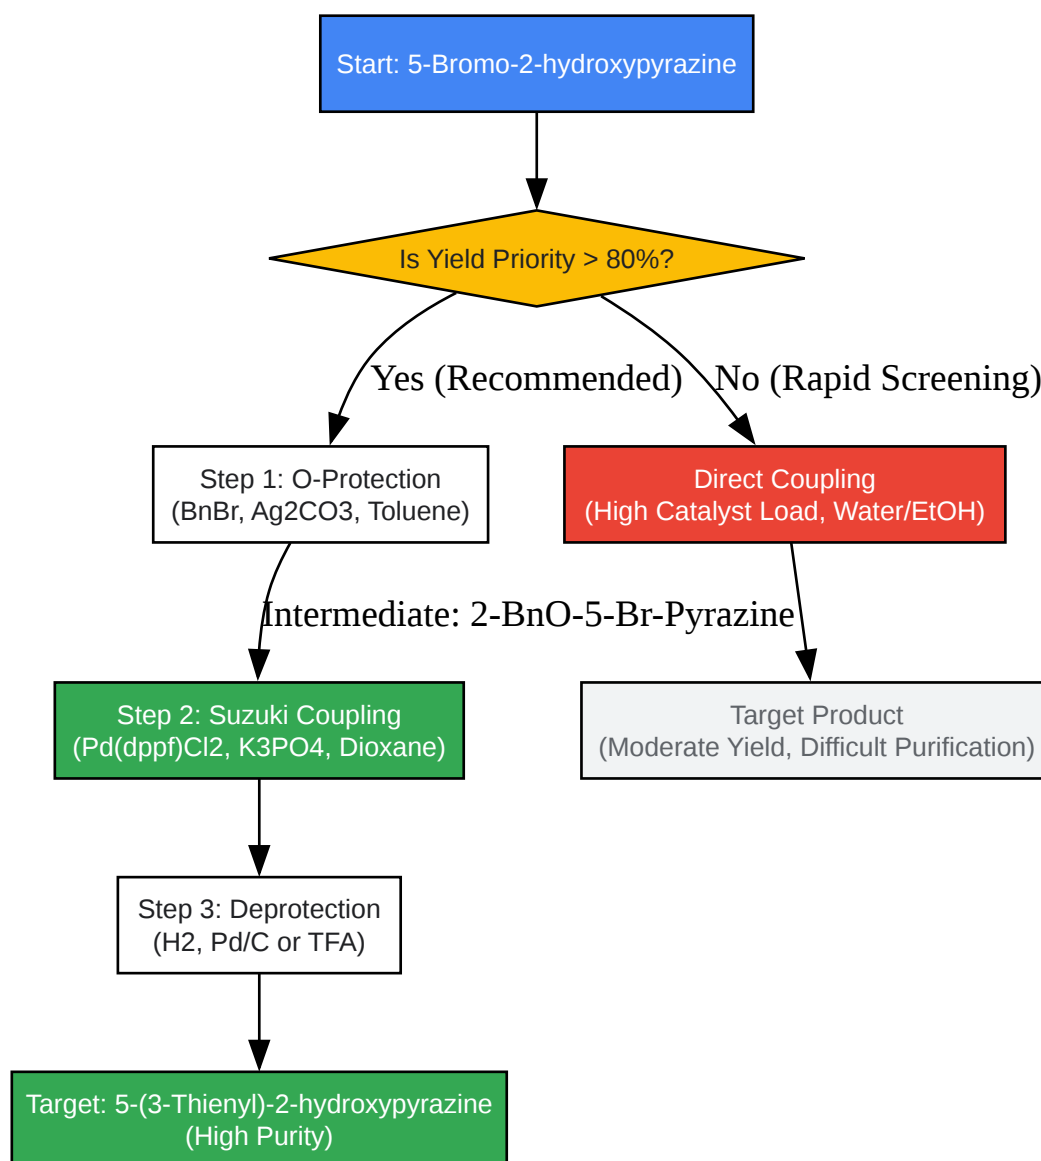 Start: 5-Bromo-2-hydroxypyrazine
Is Yield Priority > 80%?
Yes (Recommended)
No (Rapid Screening)
Step 1: O-Protection
(BnBr, Ag2CO3, Toluene)
Direct Coupling
(High Catalyst Load, Water/EtOH)
Intermediate: 2-BnO-5-Br-Pyrazine
Step 2: Suzuki Coupling
(Pd(dppf)Cl2, K3PO4, Dioxane)
Target Product
(Moderate Yield, Difficult Purification)
Step 3: Deprotection
(H2, Pd/C or TFA)
Target: 5-(3-Thienyl)-2-hydroxypyrazine
(High Purity)